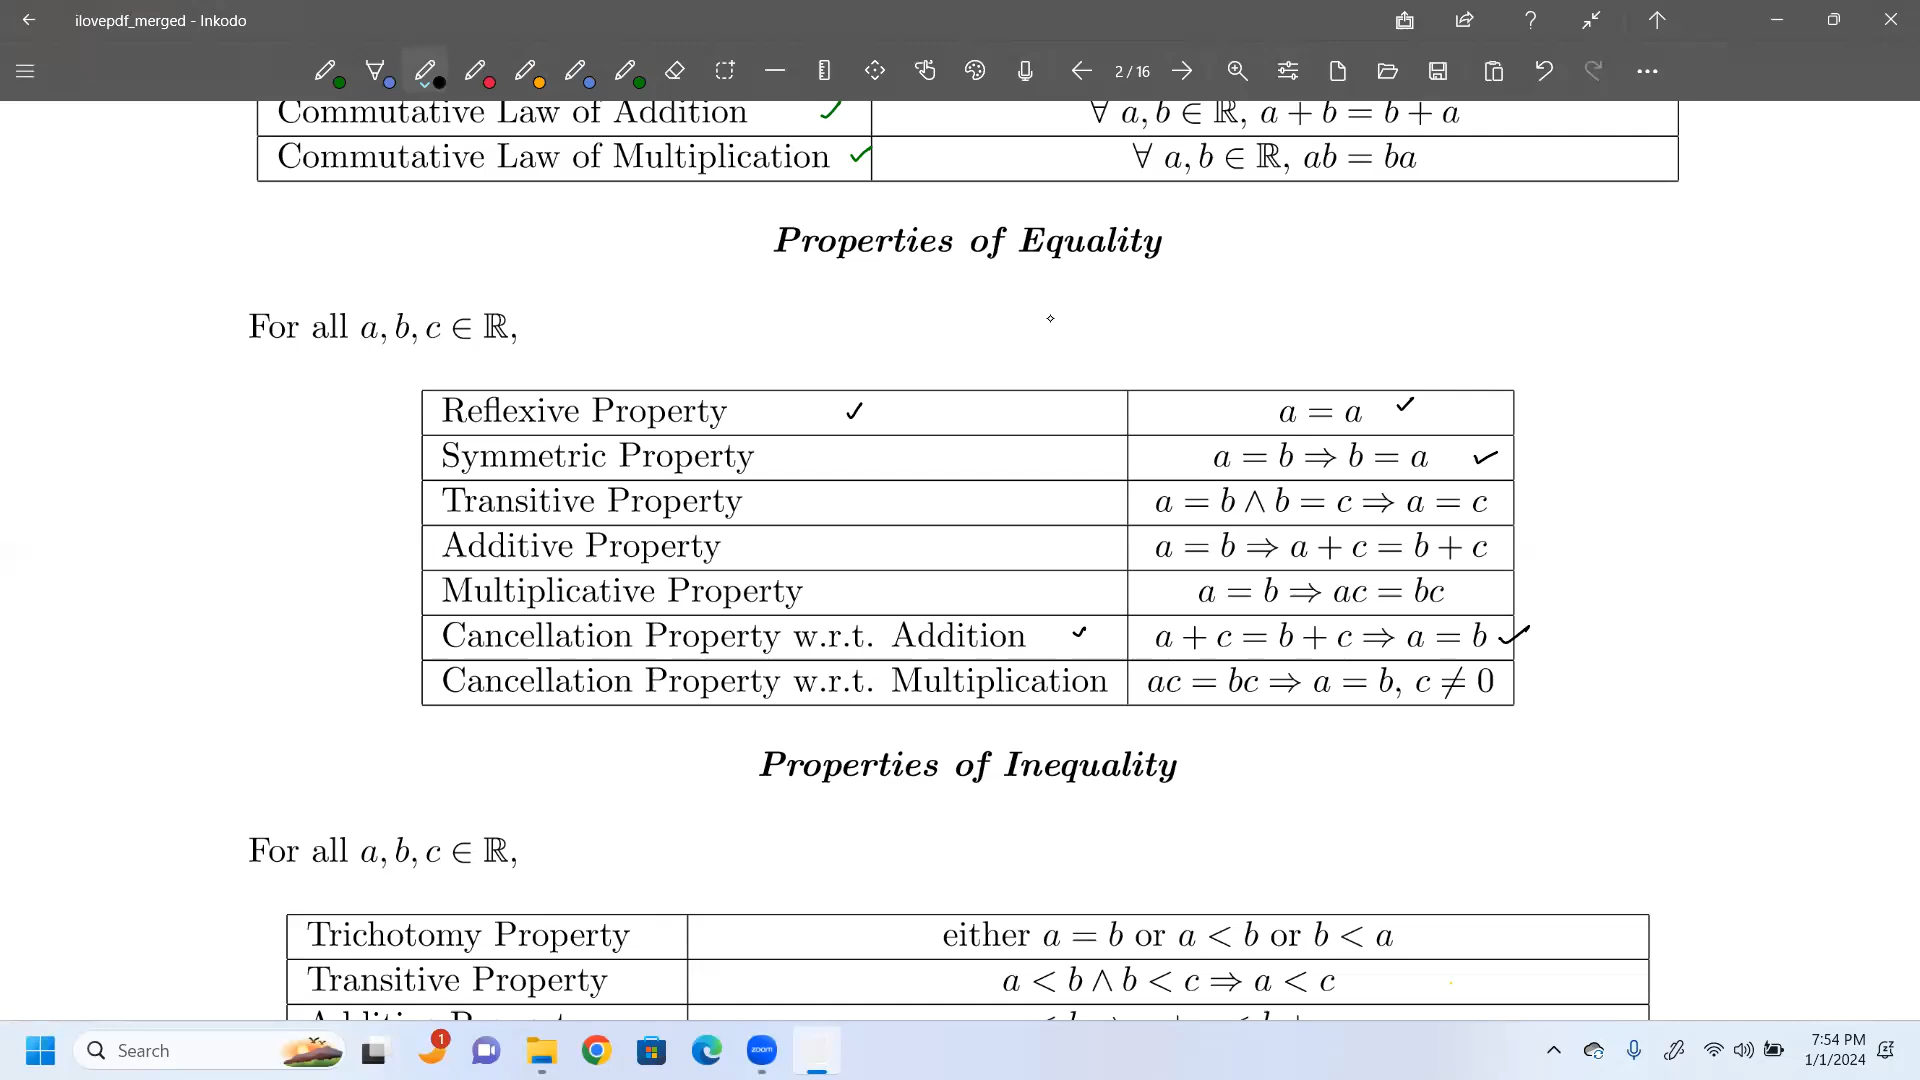 ilovepdf_merged - Inkodo
2 / 16
Commutative Law of Addition ✓ ∀ a, b ∈ ℝ, a + b = b + a
Commutative Law of Multiplication ✓ ∀ a, b ∈ ℝ, ab = ba
Properties of Equality
For all a, b, c ∈ ℝ,
Reflexive Property ✓ a = a ✓
Symmetric Property a = b ⇒ b = a ✓
Transitive Property a = b ∧ b = c ⇒ a = c
Additive Property a = b ⇒ a + c = b + c
Multiplicative Property a = b ⇒ ac = bc
Cancellation Property w.r.t. Addition ✓ a + c = b + c ⇒ a = b ✓
Cancellation Property w.r.t. Multiplication ac = bc ⇒ a = b, c ≠ 0
Properties of Inequality
For all a, b, c ∈ ℝ,
Trichotomy Property either a = b or a < b or b < a
Transitive Property a < b ∧ b < c ⇒ a < c
Search
1
zoom
7:54 PM
1/1/2024